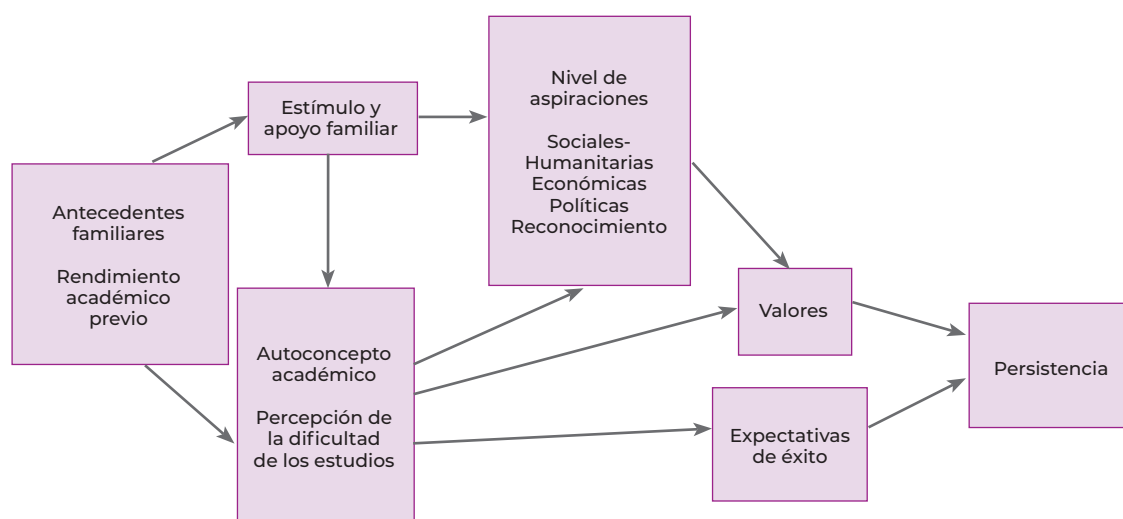 Antecedentes
familiares
Rendimiento
académico
previo
Estímulo y
apoyo familiar
Autoconcepto
académico
Percepción de
la dificultad
de los estudios
Nivel de
aspiraciones
Sociales-
Humanitarias
Económicas
Políticas
Reconocimiento
Valores
Expectativas
de éxito
Persistencia